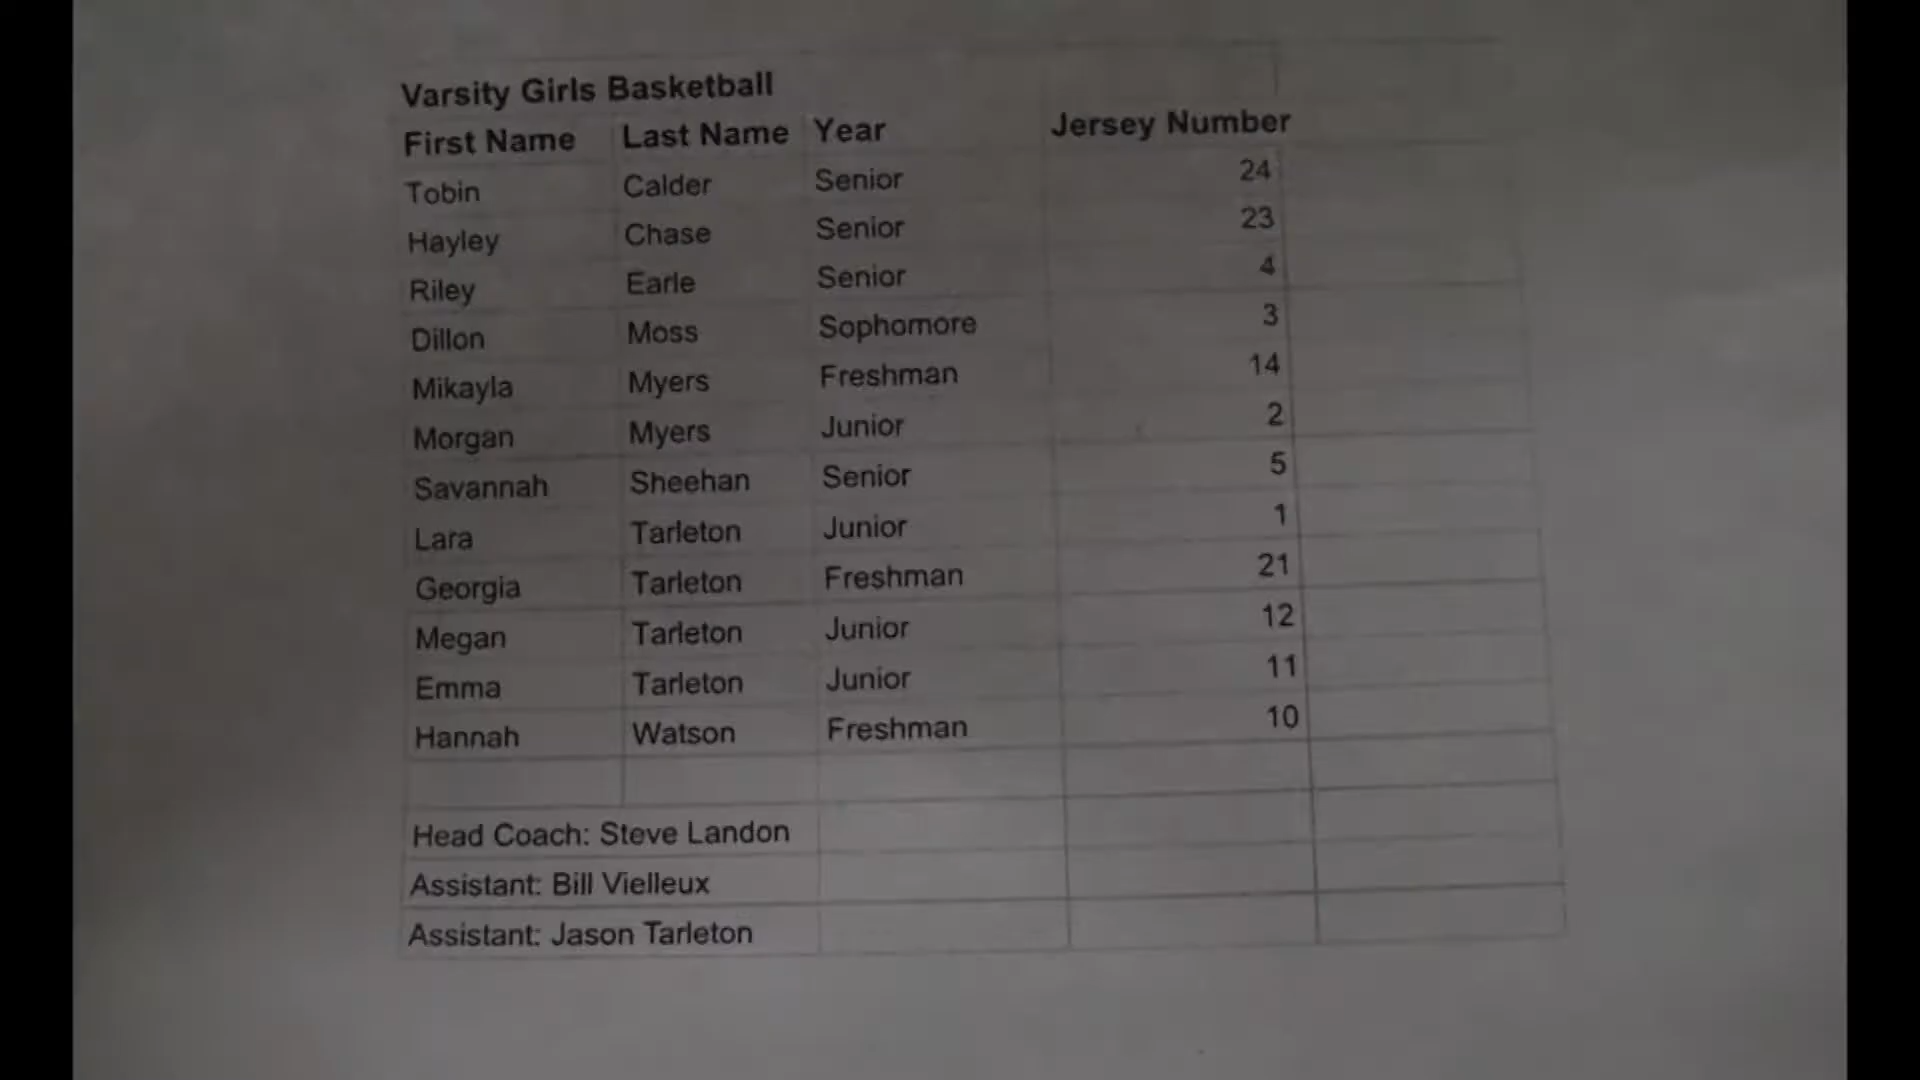 Varsity Girls Basketball
First Name Last Name Year Jersey Number
Tobin Calder Senior 24
Hayley Chase Senior 23
Riley Earle Senior 4
Dillon Moss Sophomore 3
Mikayla Myers Freshman 14
Morgan Myers Junior 2
Savannah Sheehan Senior 5
Lara Tarleton Junior 1
Georgia Tarleton Freshman 21
Megan Tarleton Junior 12
Emma Tarleton Junior 11
Hannah Watson Freshman 10
Head Coach: Steve Landon
Assistant: Bill Vielleux
Assistant: Jason Tarleton